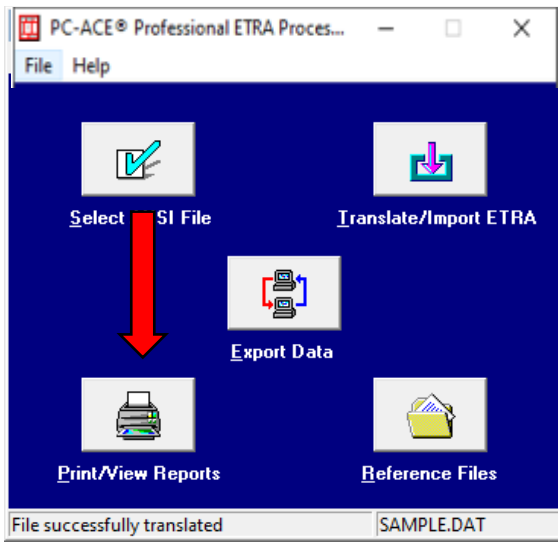 PC-ACE® Professional ETRA Proces...
File Help
Select SI File
Translate/Import ETRA
Export Data
Print/View Reports
Reference Files
File successfully translated
SAMPLE.DAT